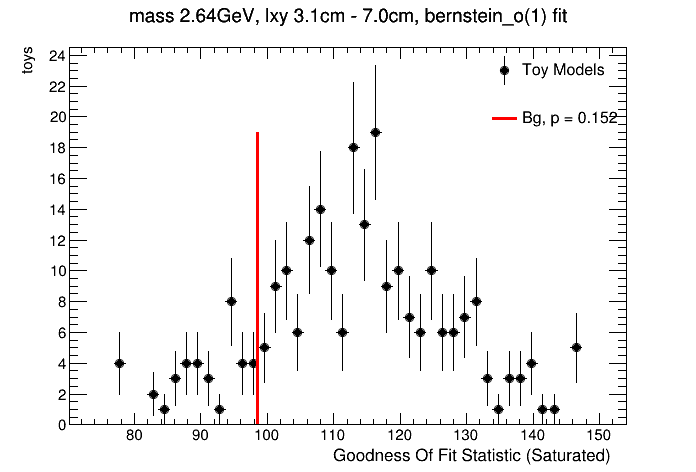 mass 2.64GeV, lxy 3.1cm - 7.0cm, bernstein_o(1) fit
toys
24
22
20
18
16
14
12
10
8
6
4
2
0
Toy Models
Bg, p = 0.152
80 90 100 110 120 130 140 150
Goodness Of Fit Statistic (Saturated)